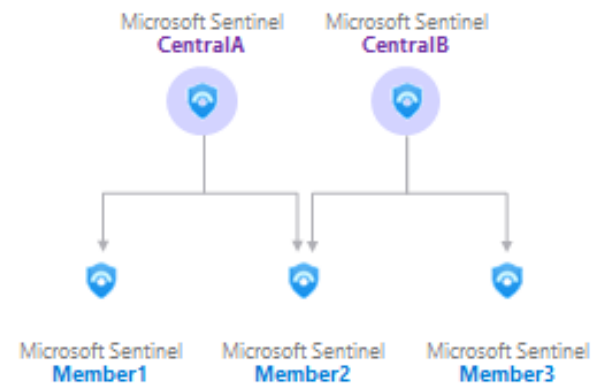 Microsoft Sentinel
CentralA
Microsoft Sentinel
CentralB
Microsoft Sentinel
Member1
Microsoft Sentinel
Member2
Microsoft Sentinel
Member3